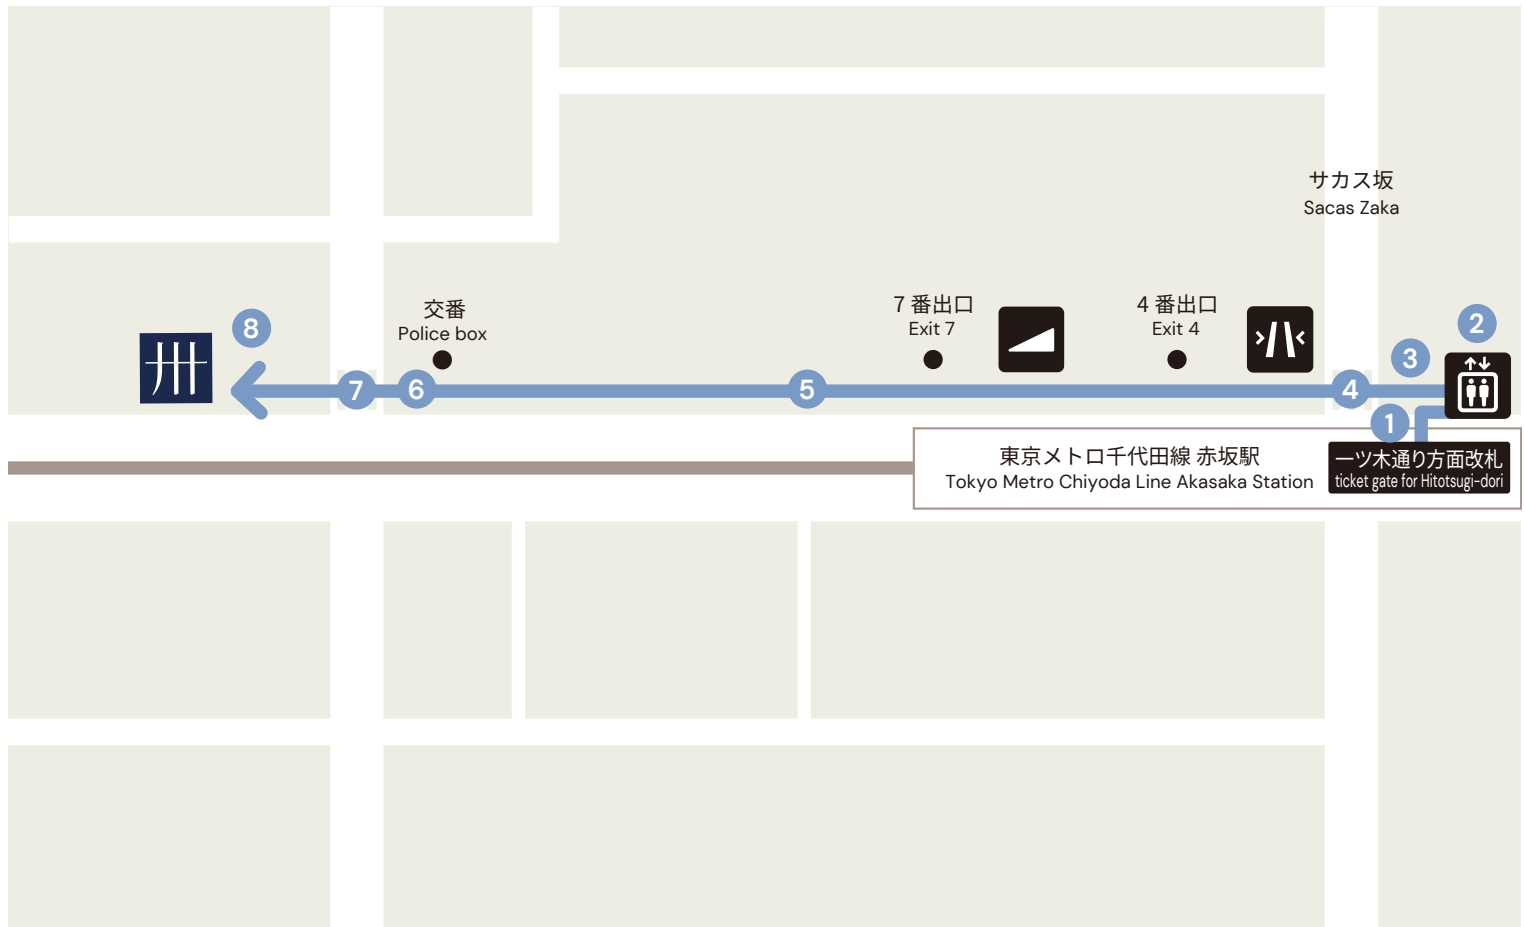 サカス坂
Sacas Zaka
交番
Police box
7 番出口
Exit 7
4 番出口
Exit 4
8
2
3
7
6
5
4
1
東京メトロ千代田線 赤坂駅
Tokyo Metro Chiyoda Line Akasaka Station
一ツ木通り方面改札
ticket gate for Hitotsugi-dori